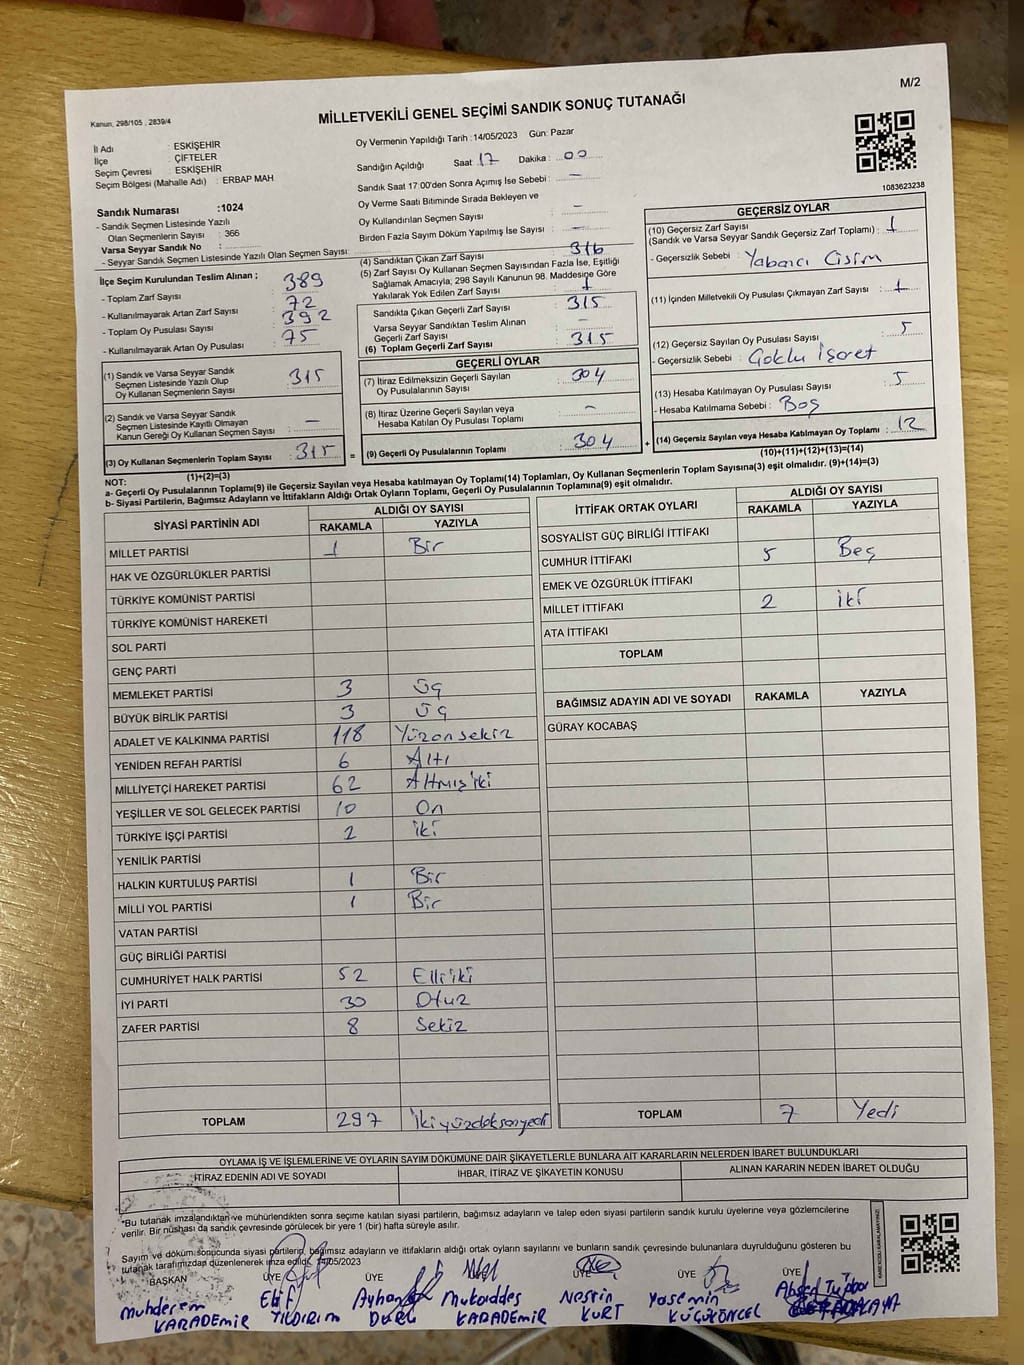 M/2
Kanun; 298/105 , 2839/4
MİLLETVEKİLİ GENEL SEÇİMİ SANDIK SONUÇ TUTANAĞI
İl Adı : ESKİŞEHİR
İlçe : ÇİFTELER
Seçim Çevresi : ESKİŞEHİR
Seçim Bölgesi (Mahalle Adı) : ERBAP MAH.
Sandık Numarası :1024
- Sandık Seçmen Listesinde Yazılı
Olan Seçmenlerin Sayısı : 366
Varsa Seyyar Sandık No :
- Seyyar Sandık Seçmen Listesinde Yazılı Olan Seçmen Sayısı:
İlçe Seçim Kurulundan Teslim Alınan ;
- Toplam Zarf Sayısı : 389
- Kullanılmayarak Artan Zarf Sayısı : 72
- Toplam Oy Pusulası Sayısı : 392
- Kullanılmayarak Artan Oy Pusulası : 75
(1) Sandık ve Varsa Seyyar Sandık
Seçmen Listesinde Yazılı Olup
Oy Kullanan Seçmenlerin Sayısı : 315
(2) Sandık ve Varsa Seyyar Sandık
Seçmen Listesinde Kayıtlı Olmayan
Kanun Gereği Oy Kullanan Seçmen Sayısı : —
(3) Oy Kullanan Seçmenlerin Toplam Sayısı : 315
(1)+(2)=(3)
Oy Vermenin Yapıldığı Tarih : 14/05/2023 Gün: Pazar
Sandığın Açıldığı Saat : 17 Dakika : 00
Sandık Saat 17:00'den Sonra Açımış İse Sebebi : —
Oy Verme Saati Bitiminde Sırada Bekleyen ve
Oy Kullandırılan Seçmen Sayısı : —
Birden Fazla Sayım Döküm Yapılmış İse Sayısı : —
(4) Sandıktan Çıkan Zarf Sayısı : 316
(5) Zarf Sayısı Oy Kullanan Seçmen Sayısından Fazla İse, Eşitliği
Sağlamak Amacıyla; 298 Sayılı Kanunun 98. Maddesine Göre
Yakılarak Yok Edilen Zarf Sayısı : 1
Sandıkta Çıkan Geçerli Zarf Sayısı : 315
Varsa Seyyar Sandıktan Teslim Alınan
Geçerli Zarf Sayısı : —
(6) Toplam Geçerli Zarf Sayısı : 315
GEÇERLİ OYLAR
(7) İtiraz Edilmeksizin Geçerli Sayılan
Oy Pusulasının Sayısı : 304
(8) İtiraz Üzerine Geçerli Sayılan veya
Hesaba Katılan Oy Pusulası Toplamı : —
= (9) Geçerli Oy Pusulalarının Toplamı : 304
1083623238
GEÇERSİZ OYLAR
(10) Geçersiz Zarf Sayısı
(Sandık ve Varsa Seyyar Sandık Geçersiz Zarf Toplamı) : 1
- Geçersizlik Sebebi : Yabancı Cisim
(11) İçinden Milletvekili Oy Pusulası Çıkmayan Zarf Sayısı : 1
(12) Geçersiz Sayılan Oy Pusulası Sayısı : 5
- Geçersizlik Sebebi : Çoklu İşaret
(13) Hesaba Katılmayan Oy Pusulası Sayısı : 5
- Hesaba Katılmama Sebebi : Boş
+ (14) Geçersiz Sayılan veya Hesaba Katılmayan Oy Toplamı : 12
(10)+(11)+(12)+(13)=(14)
NOT:
a- Geçerli Oy Pusulalarının Toplamı(9) ile Geçersiz Sayılan veya Hesaba katılmayan Oy Toplamı(14) Toplamları, Oy Kullanan Seçmenlerin Toplam Sayısına(3) eşit olmalıdır. (9)+(14)=(3)
b- Siyasi Partilerin, Bağımsız Adayların ve İttifakların Aldığı Ortak Oyların Toplamı, Geçerli Oy Pusulalarının Toplamına(9) eşit olmalıdır.
SİYASİ PARTİNİN ADI ALDIĞI OY SAYISI
RAKAMLA YAZIYLA
MİLLET PARTİSİ 1 Bir
HAK VE ÖZGÜRLÜKLER PARTİSİ
TÜRKİYE KOMÜNİST PARTİSİ
TÜRKİYE KOMÜNİST HAREKETİ
SOL PARTİ
GENÇ PARTİ
MEMLEKET PARTİSİ 3 Üç
BÜYÜK BİRLİK PARTİSİ 3 Üç
ADALET VE KALKINMA PARTİSİ 118 Yüzonsekiz
YENİDEN REFAH PARTİSİ 6 Altı
MİLLİYETÇİ HAREKET PARTİSİ 62 Altmışiki
YEŞİLLER VE SOL GELECEK PARTİSİ 10 On
TÜRKİYE İŞÇİ PARTİSİ 2 iki
YENİLİK PARTİSİ
HALKIN KURTULUŞ PARTİSİ 1 Bir
MİLLİ YOL PARTİSİ 1 Bir
VATAN PARTİSİ
GÜÇ BİRLİĞİ PARTİSİ
CUMHURİYET HALK PARTİSİ 52 Elliiki
İYİ PARTİ 30 Otuz
ZAFER PARTİSİ 8 Sekiz
TOPLAM 297 İkiyüzdoksanyedi
İTTİFAK ORTAK OYLARI ALDIĞI OY SAYISI
RAKAMLA YAZIYLA
SOSYALİST GÜÇ BİRLİĞİ İTTİFAKI
CUMHUR İTTİFAKI 5 Beş
EMEK VE ÖZGÜRLÜK İTTİFAKI
MİLLET İTTİFAKI 2 iki
ATA İTTİFAKI
TOPLAM
BAĞIMSIZ ADAYIN ADI VE SOYADI RAKAMLA YAZIYLA
GÜRAY KOCABAŞ
TOPLAM 7 Yedi
OYLAMA İŞ VE İŞLEMLERİNE VE OYLARIN SAYIM DÖKÜMÜNE DAİR ŞİKAYETLERLE BUNLARA AİT KARARLARIN NELERDEN İBARET BULUNDUKLARI
İTİRAZ EDENİN ADI VE SOYADI İHBAR, İTİRAZ VE ŞİKAYETİN KONUSU ALINAN KARARIN NEDEN İBARET OLDUĞU
*Bu tutanak imzalandıktan ve mühürlendikten sonra seçime katılan siyasi partilerin, bağımsız adayların ve talep eden siyasi partilerin sandık kurulu üyelerine veya gözlemcilerine
verilir. Bir nüshası da sandık çevresinde görülecek bir yere 1 (bir) hafta süreyle asılır.
Sayım ve döküm sonucunda siyasi partilerin, bağımsız adayların ve ittifakların aldığı ortak oyların sayılarını ve bunların sandık çevresinde bulunanlara duyrulduğunu gösteren bu
tutanak tarafımızdan düzenlenerek imza edildi. 14/05/2023
BAŞKAN ÜYE ÜYE ÜYE ÜYE ÜYE
Muhderem Elif Ayhan Mukaddes Nesrin Yasemin
KARADEMİR YILDIRIM KARADEMİR KURT KÜÇÜKÖNCEL